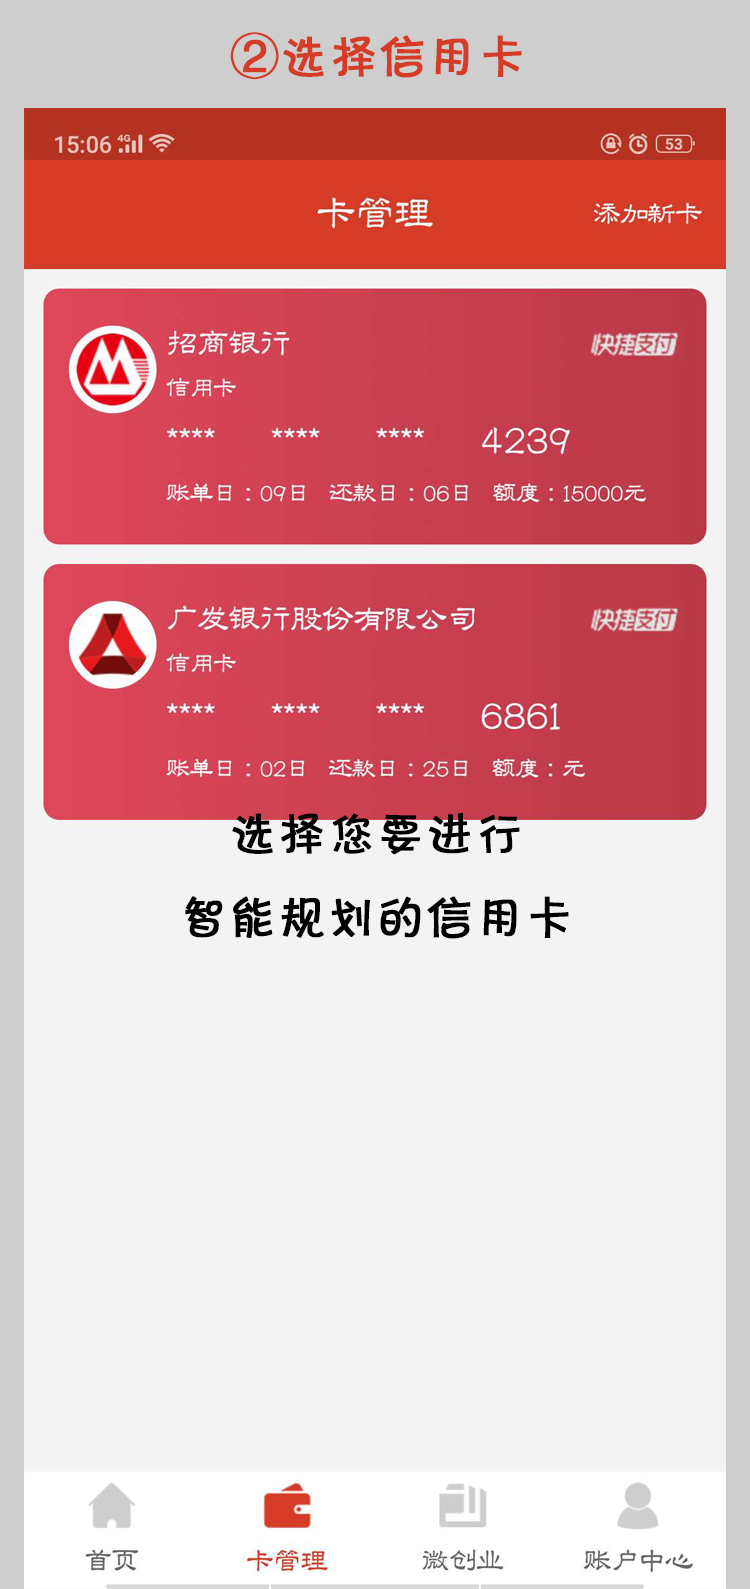 ②选择信用卡
15:06 4G 53
卡管理 添加新卡
招商银行 快捷支付
信用卡
**** **** **** 4239
账单日：09日 还款日：06日 额度：15000元
广发银行股份有限公司 快捷支付
信用卡
**** **** **** 6861
账单日：02日 还款日：25日 额度：元
选择您要进行
智能规划的信用卡
首页 卡管理 微创业 账户中心